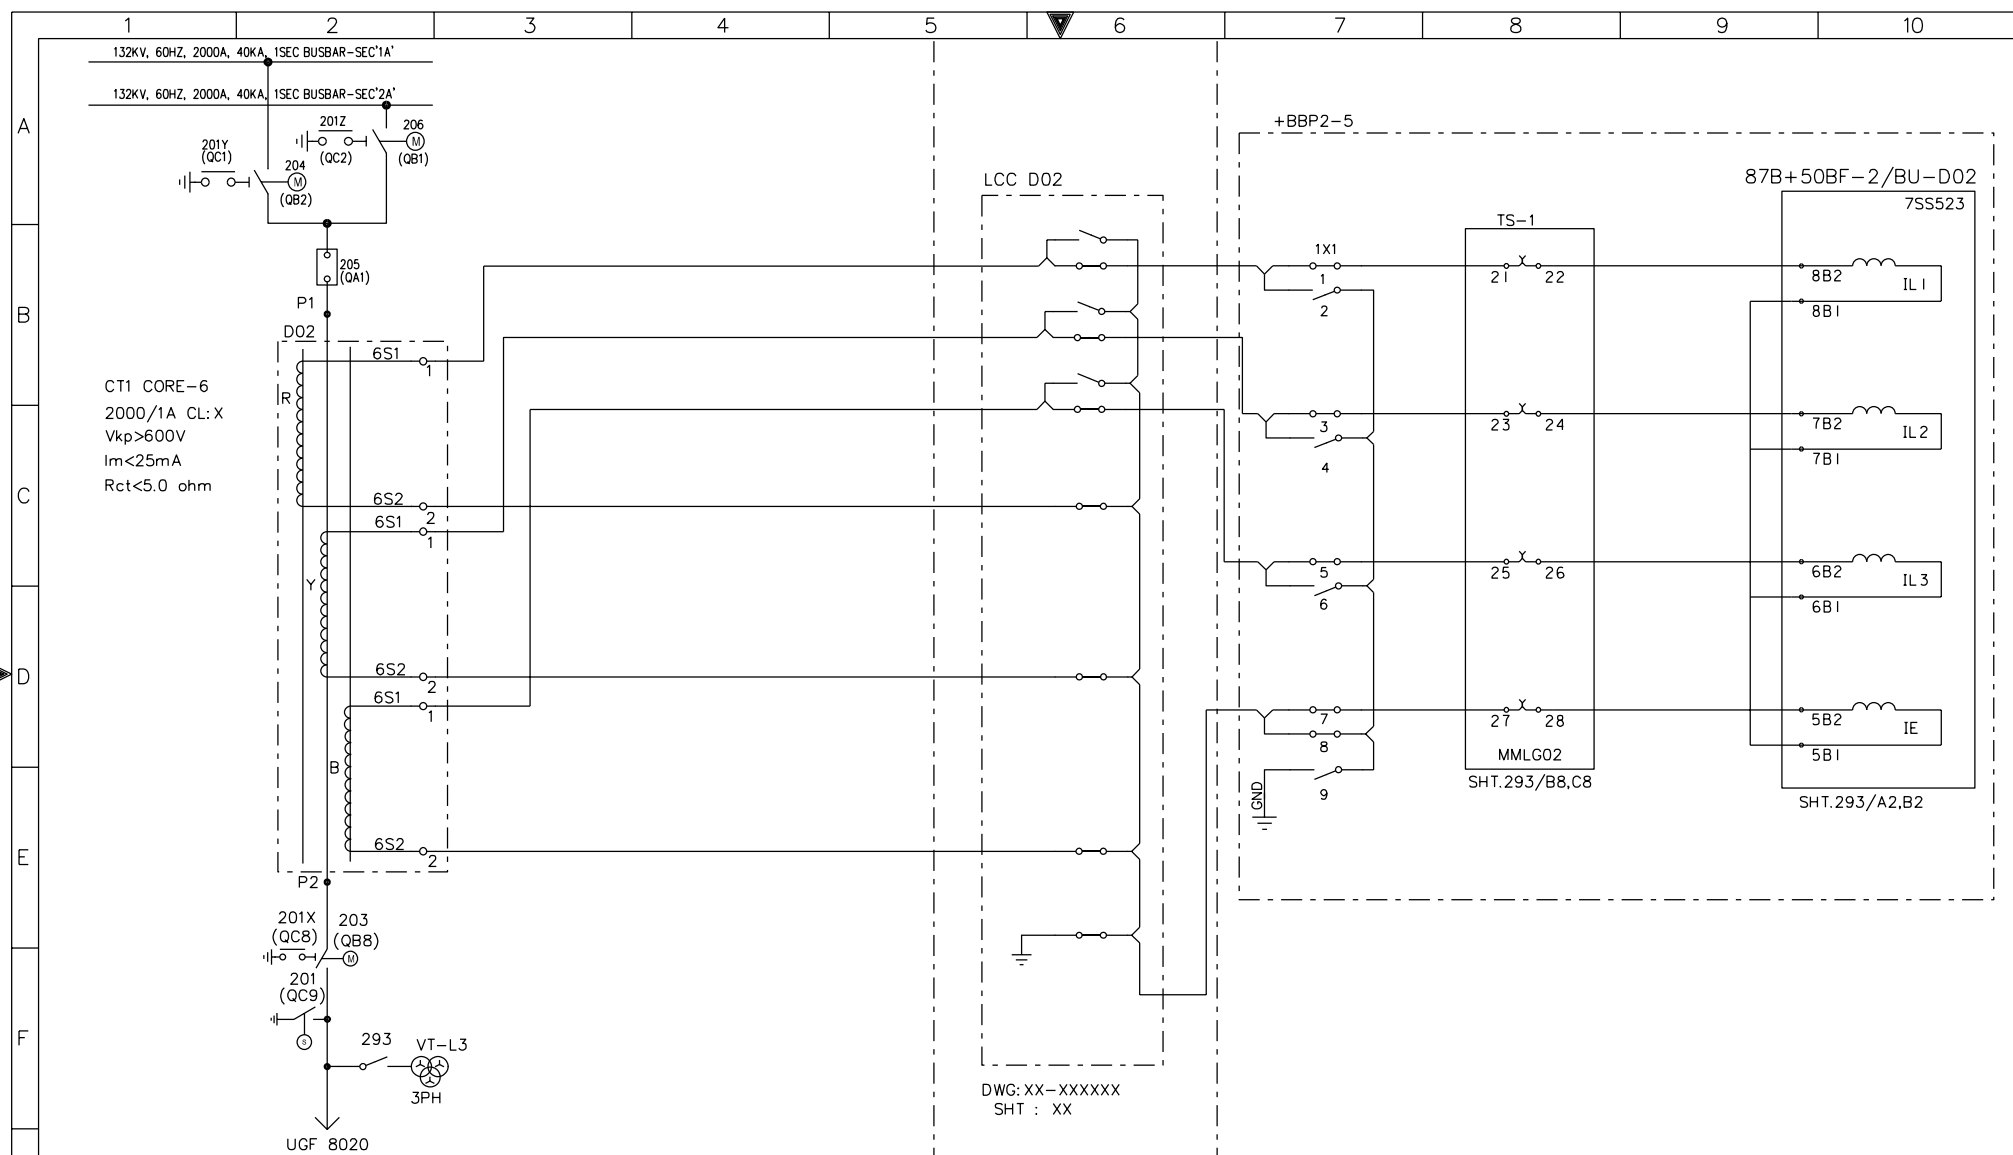 1 2 3 4 5 6 7 8 9 10
A
B
C
D
E
F
132KV, 60HZ, 2000A, 40KA, 1SEC BUSBAR-SEC'1A'
132KV, 60HZ, 2000A, 40KA, 1SEC BUSBAR-SEC'2A'
201Z
(QC2)
206
M
(QB1)
201Y
(QC1)
204
M
(QB2)
205
(QA1)
P1
D02
CT1 CORE-6
2000/1A CL:X
Vkp>600V
Im<25mA
Rct<5.0 ohm
R
6S1
1
6S2
2
Y
6S1
1
6S2
2
B
6S1
1
6S2
2
P2
201X
(QC8)
203
(QB8)
M
201
(QC9)
S
293
VT-L3
3PH
UGF 8020
LCC D02
DWG:XX-XXXXXX
SHT : XX
+BBP2-5
1X1
1
2
3
4
5
6
7
8
9
GND
TS-1
21 22
23 24
25 26
27 28
MMLG02
SHT.293/B8,C8
87B+50BF-2/BU-D02
7SS523
8B2
IL1
8B1
7B2
IL2
7B1
6B2
IL3
6B1
5B2
IE
5B1
SHT.293/A2,B2